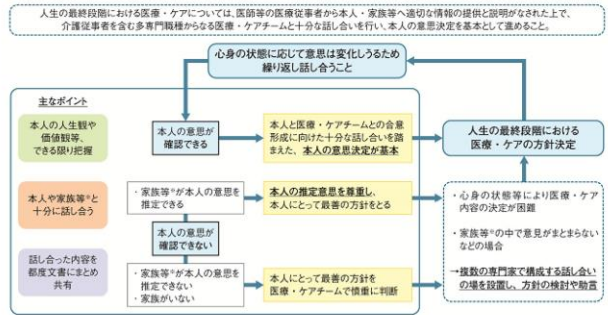 人生の最終段階における医療・ケアについては、医師等の医療従事者から本人・家族等へ適切な情報の提供と説明がなされた上で、
介護従事者を含む多専門職種からなる医療・ケアチームと十分な話し合いを行い、本人の意思決定を基本として進めること。
心身の状態に応じて意思は変化しうるため
繰り返し話し合うこと
主なポイント
本人の人生観や
価値観等、
できる限り把握
本人の意思が
確認できる
本人と医療・ケアチームとの合意
形成に向けた十分な話し合いを踏
まえた、本人の意思決定が基本
人生の最終段階における
医療・ケアの方針決定
本人や家族等※と
十分に話し合う
・家族等※が本人の意思を
推定できる
本人の推定意思を尊重し、
本人にとって最善の方針をとる
本人の意思が
確認できない
話し合った内容を
都度文書にまとめ
共有
・家族等※が本人の意思を
推定できない
・家族がいない
本人にとって最善の方針を
医療・ケアチームで慎重に判断
・心身の状態等により医療・ケア
内容の決定が困難
・家族等※の中で意見がまとまらない
などの場合
→複数の専門家で構成する話し合い
の場を設置し、方針の検討や助言